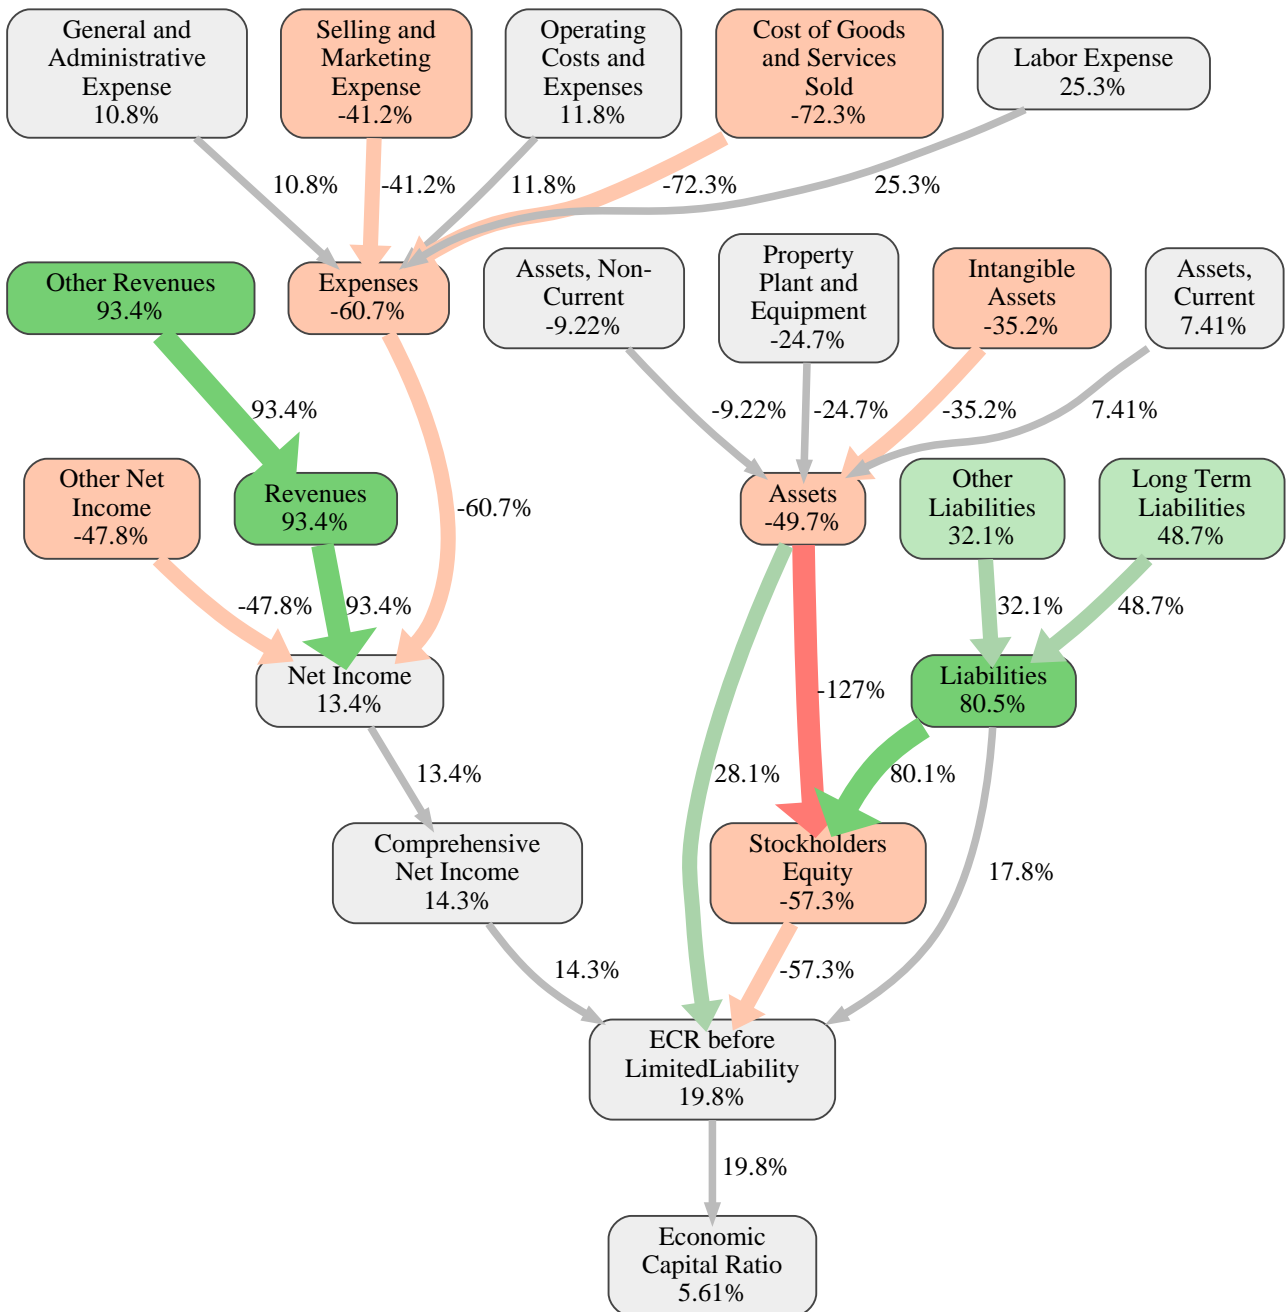 General and
Administrative
Expense
10.8%
Selling and
Marketing
Expense
-41.2%
Operating
Costs and
Expenses
11.8%
Cost of Goods
and Services
Sold
-72.3%
Labor Expense
25.3%
10.8%
-41.2%
11.8%
-72.3%
25.3%
Other Revenues
93.4%
Expenses
-60.7%
Assets, Non-
Current
-9.22%
Property
Plant and
Equipment
-24.7%
Intangible
Assets
-35.2%
Assets,
Current
7.41%
93.4%
-60.7%
-9.22%
-24.7%
-35.2%
7.41%
Other Net
Income
-47.8%
Revenues
93.4%
Assets
-49.7%
Other
Liabilities
32.1%
Long Term
Liabilities
48.7%
-47.8%
93.4%
32.1%
48.7%
Net Income
13.4%
-127%
Liabilities
80.5%
13.4%
28.1%
80.1%
Comprehensive
Net Income
14.3%
Stockholders
Equity
-57.3%
17.8%
14.3%
-57.3%
ECR before
LimitedLiability
19.8%
19.8%
Economic
Capital Ratio
5.61%